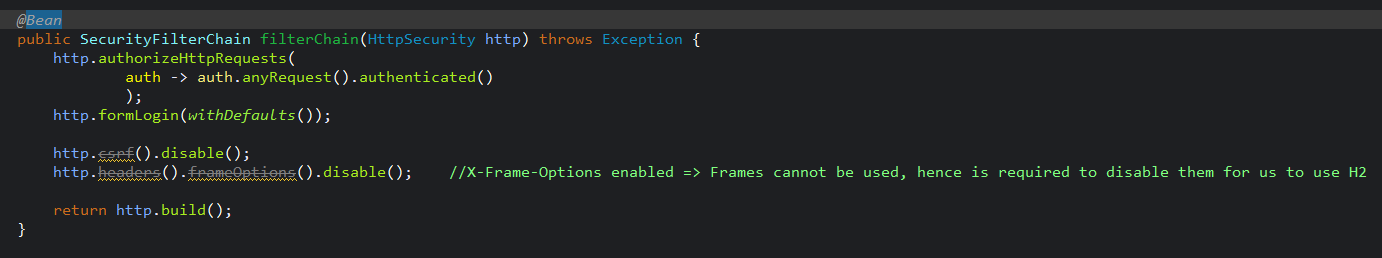 @Bean
public SecurityFilterChain filterChain(HttpSecurity http) throws Exception {
http.authorizeHttpRequests(
auth -> auth.anyRequest().authenticated()
);
http.formLogin(withDefaults());
http.csrf().disable();
http.headers().frameOptions().disable();    //X-Frame-Options enabled => Frames cannot be used, hence is required to disable them for us to use H2
return http.build();
}